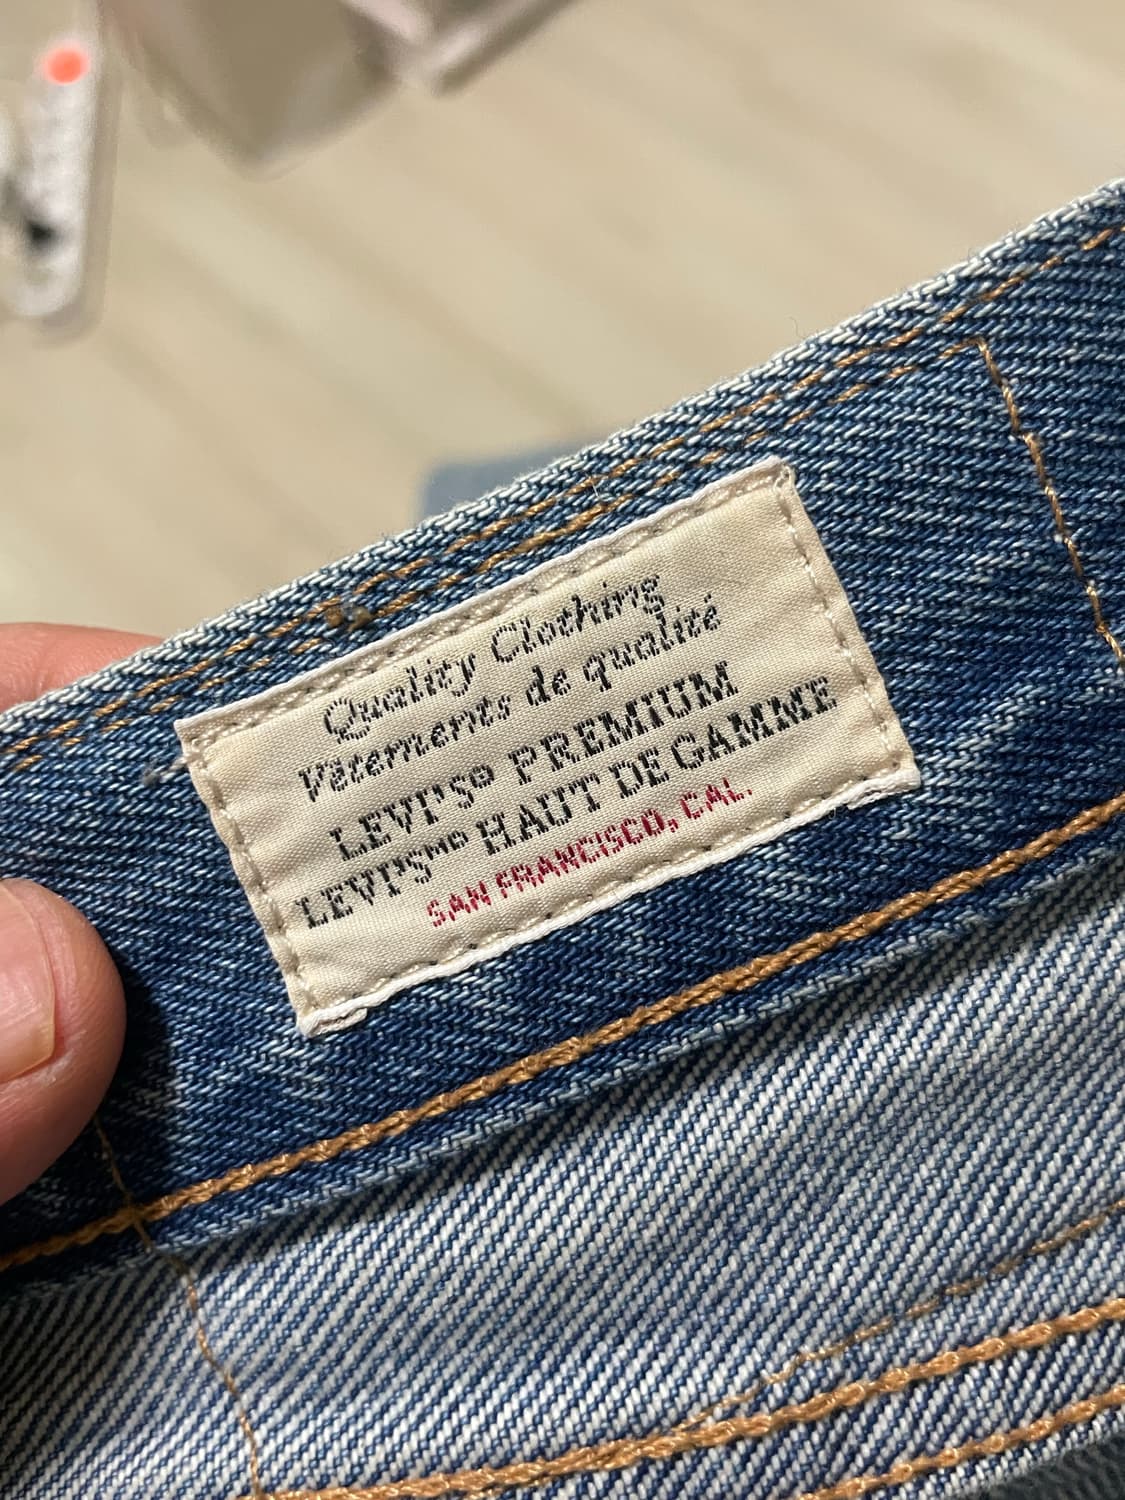 Quality Clothing
Vêtements de qualité
LEVI'S® PREMIUM
LEVI'Sᴹᴰ HAUT DE GAMME
SAN FRANCISCO, CAL.